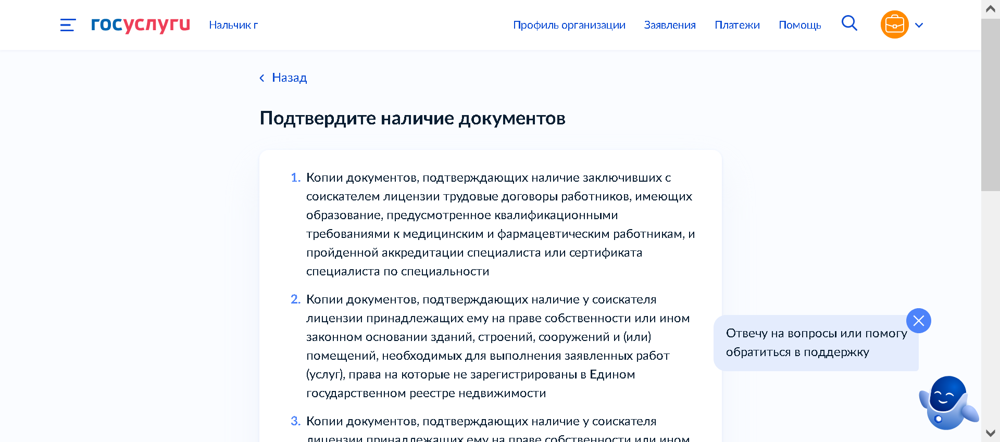 госуслуги Нальчик г Профиль организации Заявления Платежи Помощь
Назад
Подтвердите наличие документов
1. Копии документов, подтверждающих наличие заключивших с
соискателем лицензии трудовые договоры работников, имеющих
образование, предусмотренное квалификационными
требованиями к медицинским и фармацевтическим работникам, и
пройденной аккредитации специалиста или сертификата
специалиста по специальности
2. Копии документов, подтверждающих наличие у соискателя
лицензии принадлежащих ему на праве собственности или ином
законном основании зданий, строений, сооружений и (или)
помещений, необходимых для выполнения заявленных работ
(услуг), права на которые не зарегистрированы в Едином
государственном реестре недвижимости
3. Копии документов, подтверждающих наличие у соискателя
лицензии принадлежащих ему на праве собственности или ином
Отвечу на вопросы или помогу
обратиться в поддержку